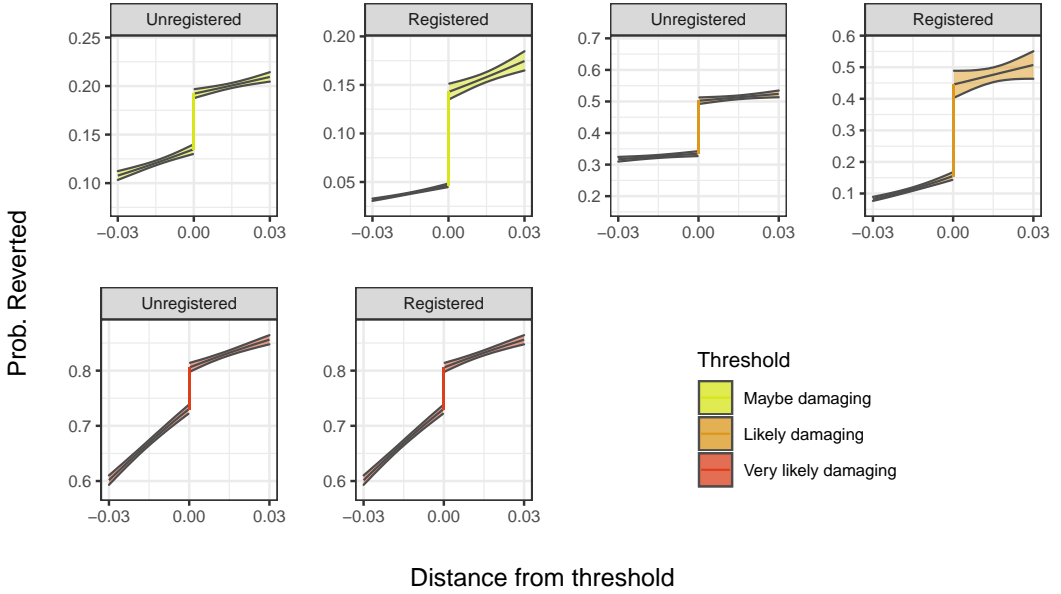 Unregistered
Registered
Unregistered
Registered
0.25
0.20
0.15
0.10
0.20
0.15
0.10
0.05
0.7
0.6
0.5
0.4
0.3
0.2
0.6
0.5
0.4
0.3
0.2
0.1
−0.03 0.00 0.03
−0.03 0.00 0.03
−0.03 0.00 0.03
−0.03 0.00 0.03
Prob. Reverted
Unregistered
Registered
0.8
0.7
0.6
0.8
0.7
0.6
−0.03 0.00 0.03
−0.03 0.00 0.03
Threshold
Maybe damaging
Likely damaging
Very likely damaging
Distance from threshold